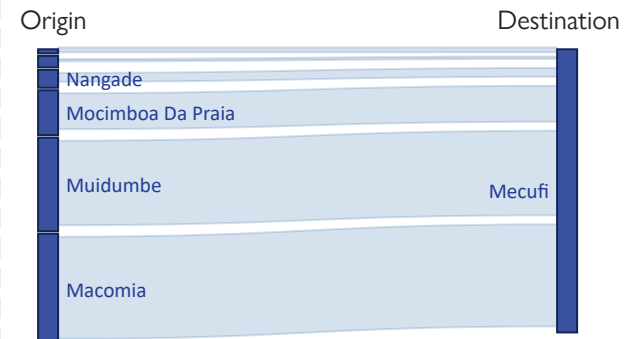 Origin
Destination
Nangade
Mocimboa Da Praia
Muidumbe
Mecufi
Macomia